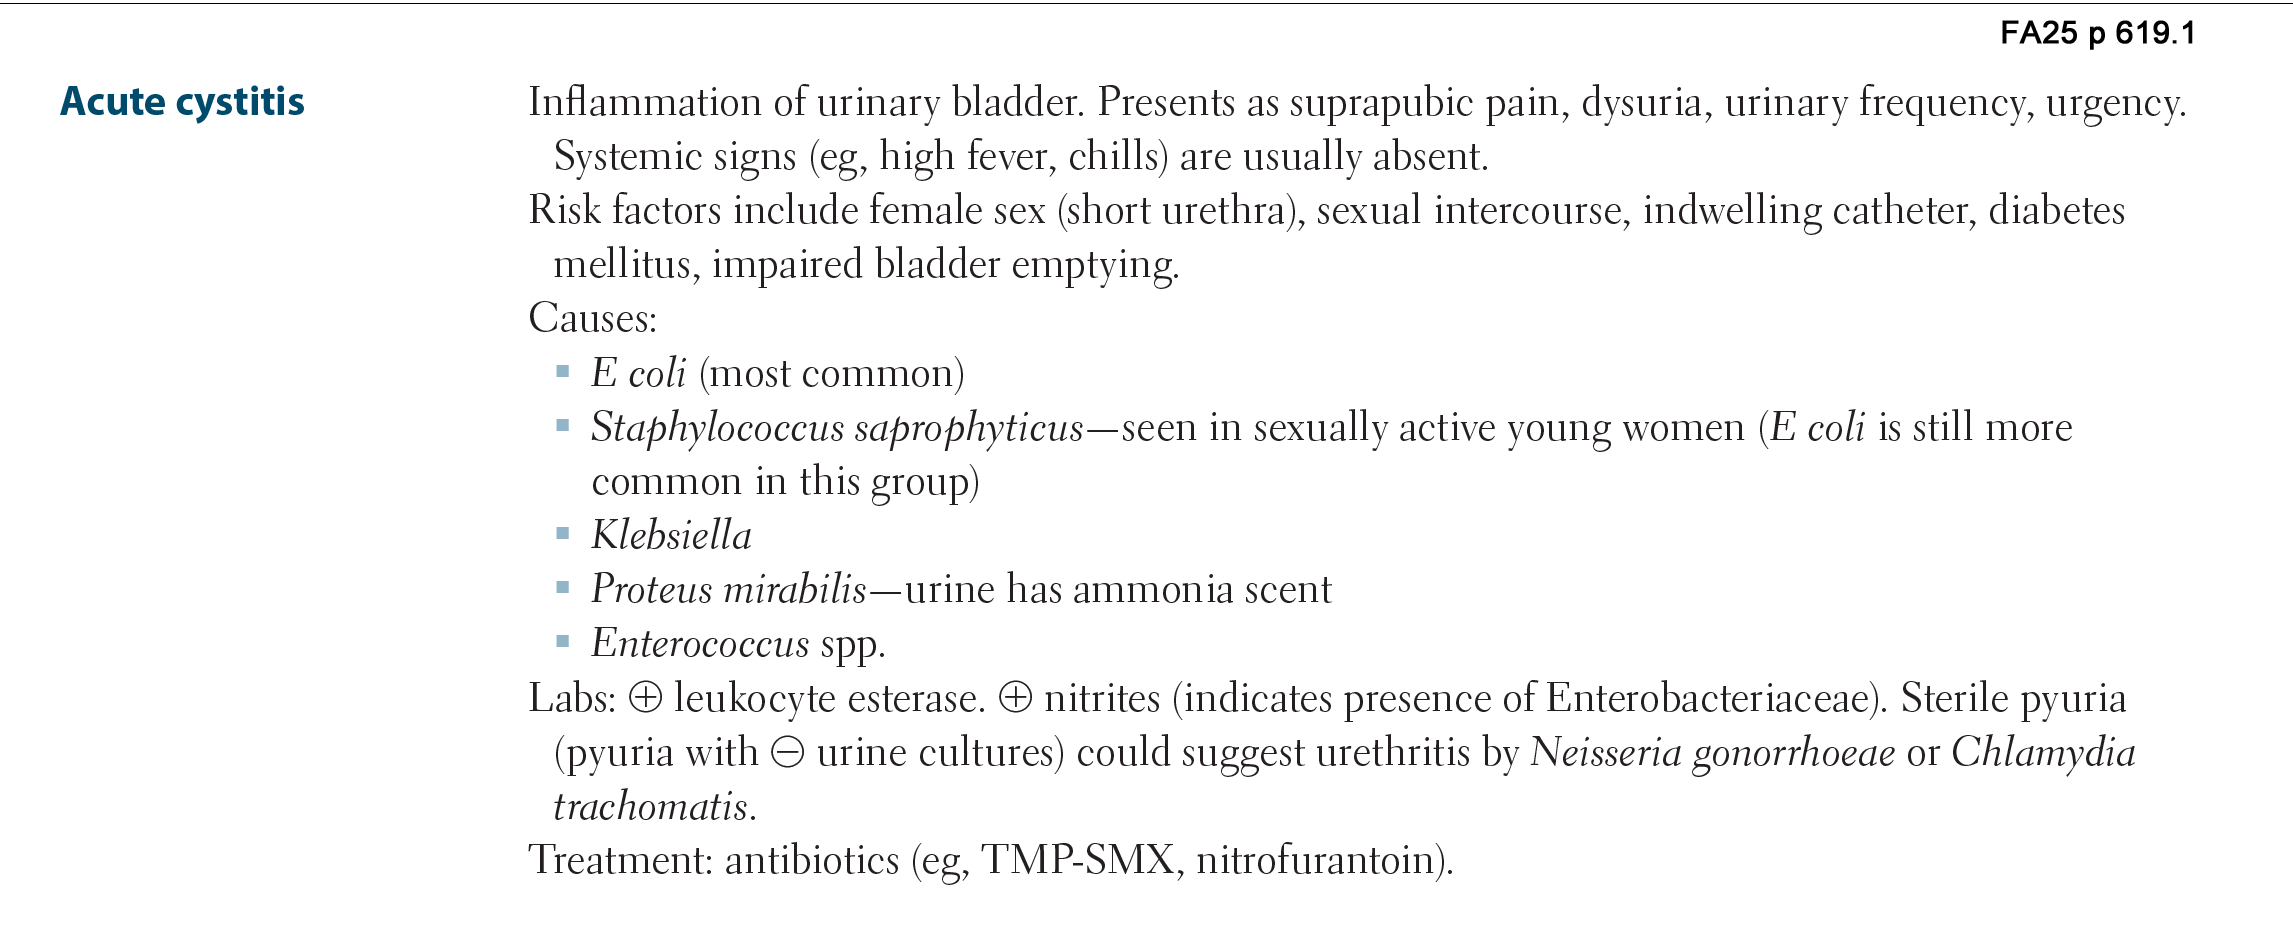 FA25 p 619.1
Acute cystitis
Inflammation of urinary bladder. Presents as suprapubic pain, dysuria, urinary frequency, urgency.
Systemic signs (eg, high fever, chills) are usually absent.
Risk factors include female sex (short urethra), sexual intercourse, indwelling catheter, diabetes
mellitus, impaired bladder emptying.
Causes:
▪ E coli (most common)
▪ Staphylococcus saprophyticus—seen in sexually active young women (E coli is still more
common in this group)
▪ Klebsiella
▪ Proteus mirabilis—urine has ammonia scent
▪ Enterococcus spp.
Labs: ⊕ leukocyte esterase. ⊕ nitrites (indicates presence of Enterobacteriaceae). Sterile pyuria
(pyuria with ⊖ urine cultures) could suggest urethritis by Neisseria gonorrhoeae or Chlamydia
trachomatis.
Treatment: antibiotics (eg, TMP-SMX, nitrofurantoin).